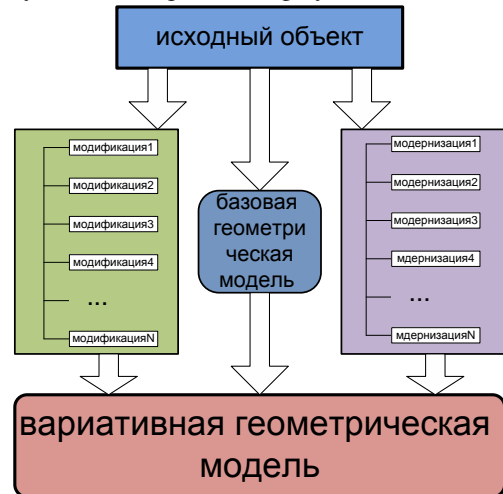 исходный объект
модификация1
модификация2
модификация3
модификация4
...
модификацияN
базовая
геометри
ческая
модель
модернизация1
модернизация2
модернизация3
мдернизация4
...
мдернизацияN
вариативная геометрическая
модель